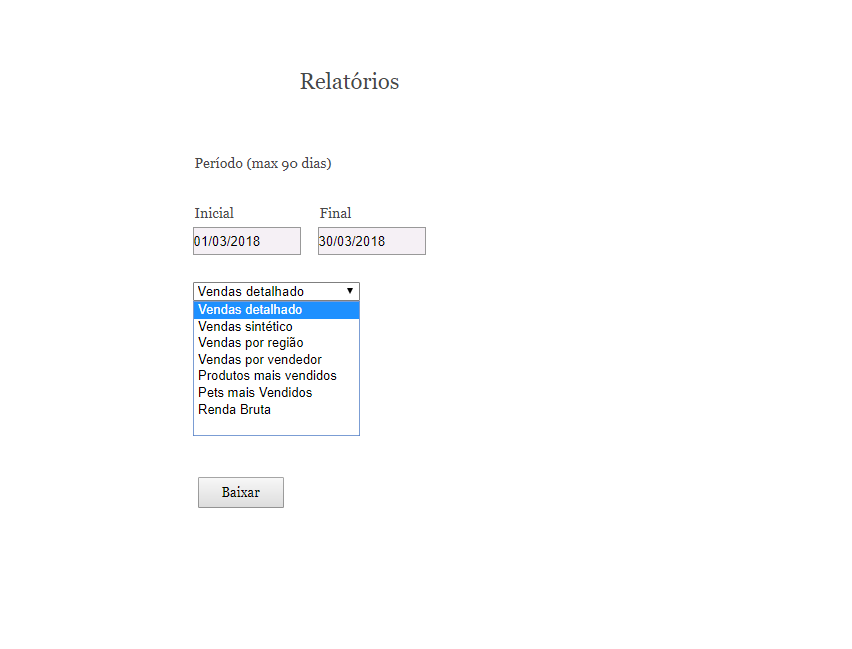 Relatórios
Período (max 90 dias)
Inicial Final
01/03/2018 30/03/2018
Vendas detalhado
Vendas detalhado
Vendas sintético
Vendas por região
Vendas por vendedor
Produtos mais vendidos
Pets mais Vendidos
Renda Bruta
Baixar